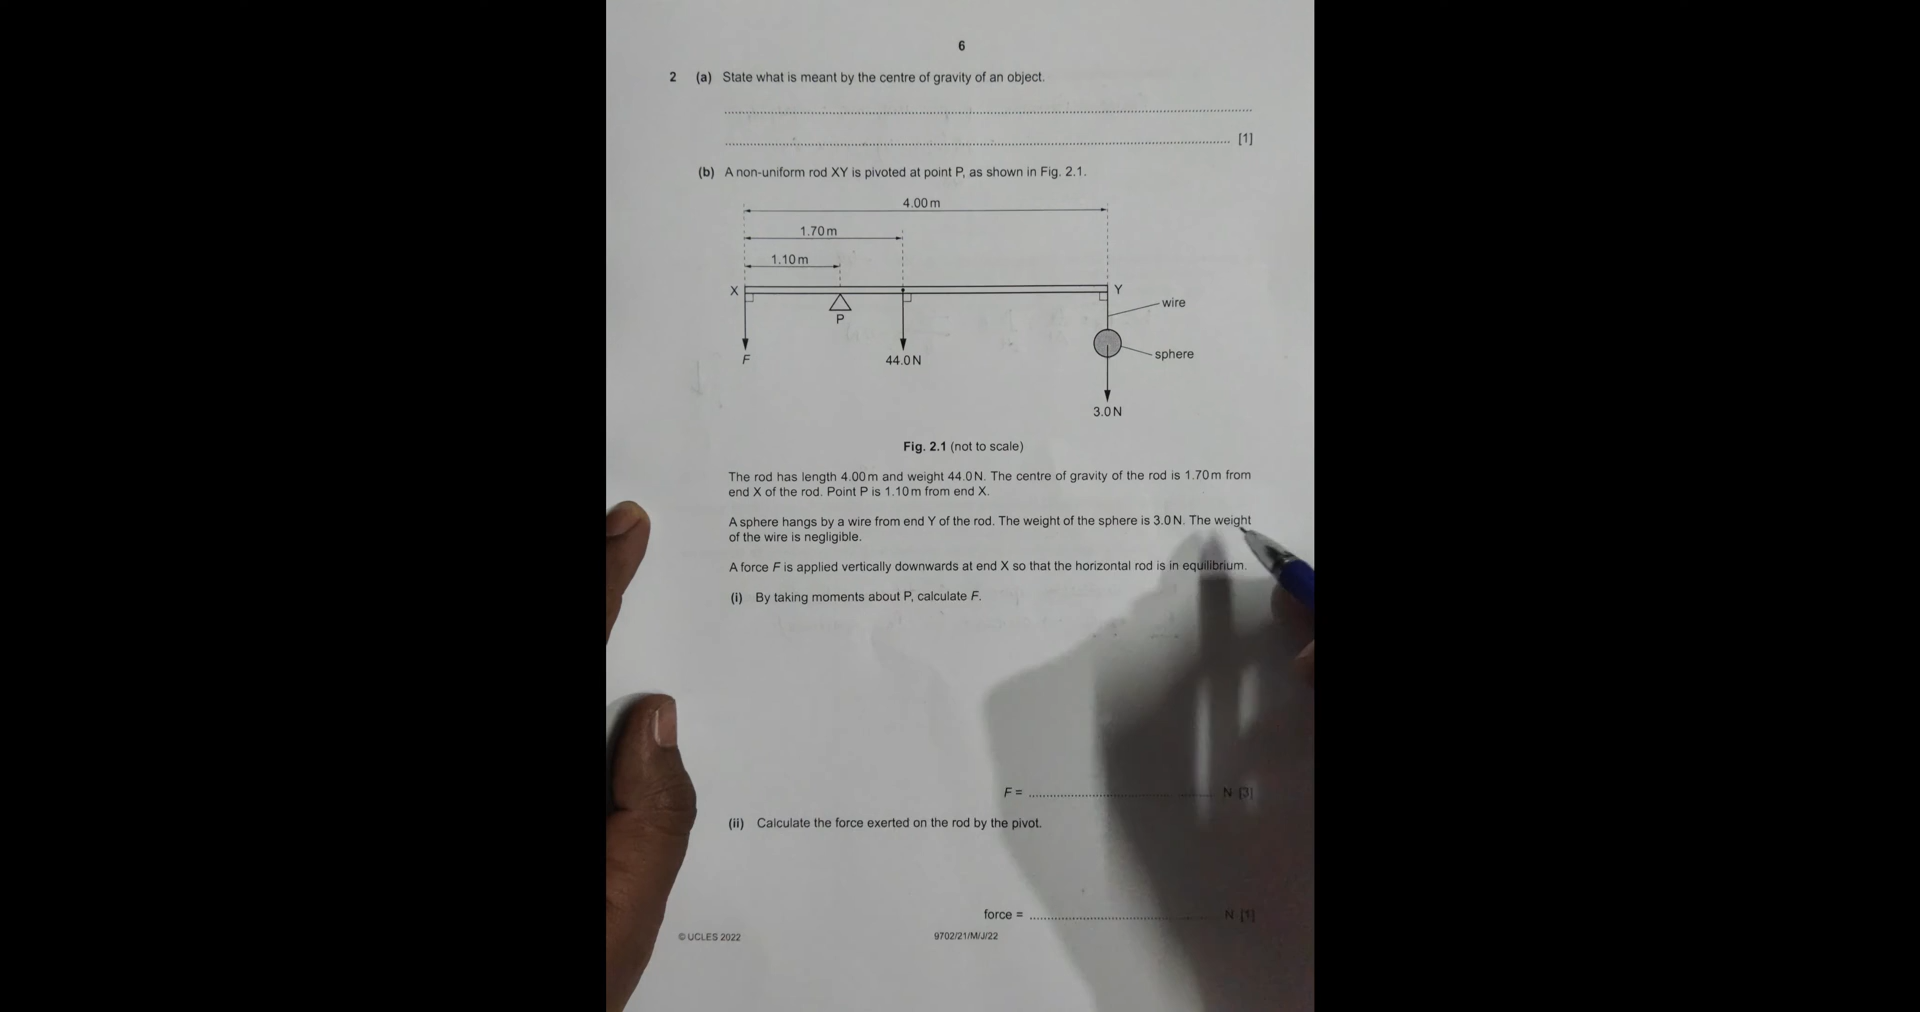 6
2 (a) State what is meant by the centre of gravity of an object.
[1]
(b) A non-uniform rod XY is pivoted at point P, as shown in Fig. 2.1.
4.00 m
1.70 m
1.10 m
X
Y
wire
P
sphere
F
44.0 N
3.0 N
Fig. 2.1 (not to scale)
The rod has length 4.00 m and weight 44.0 N. The centre of gravity of the rod is 1.70 m from
end X of the rod. Point P is 1.10 m from end X.
A sphere hangs by a wire from end Y of the rod. The weight of the sphere is 3.0 N. The weight
of the wire is negligible.
A force F is applied vertically downwards at end X so that the horizontal rod is in equilibrium.
(i) By taking moments about P, calculate F.
F = N [3]
(ii) Calculate the force exerted on the rod by the pivot.
force = N [1]
© UCLES 2022
9702/21/M/J/22